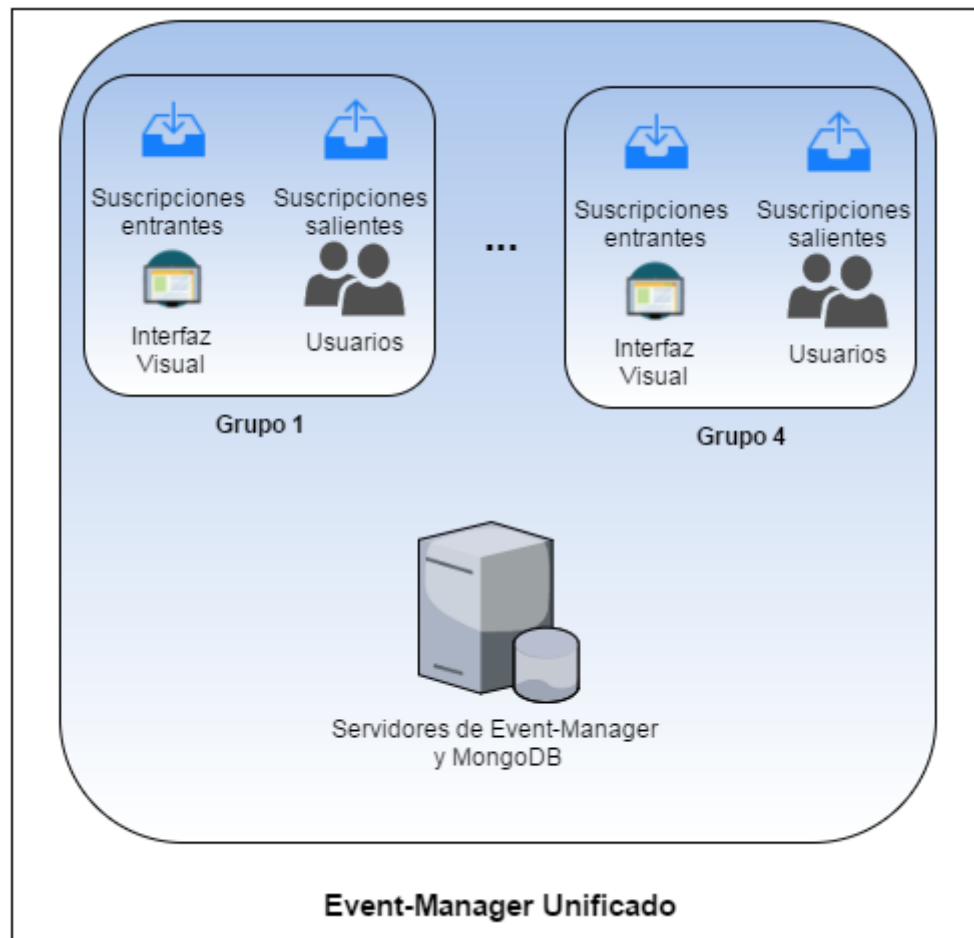 Suscripciones
entrantes
Suscripciones
salientes
Interfaz
Visual
Usuarios
Grupo 1
...
Suscripciones
entrantes
Suscripciones
salientes
Interfaz
Visual
Usuarios
Grupo 4
Servidores de Event-Manager
y MongoDB
Event-Manager Unificado